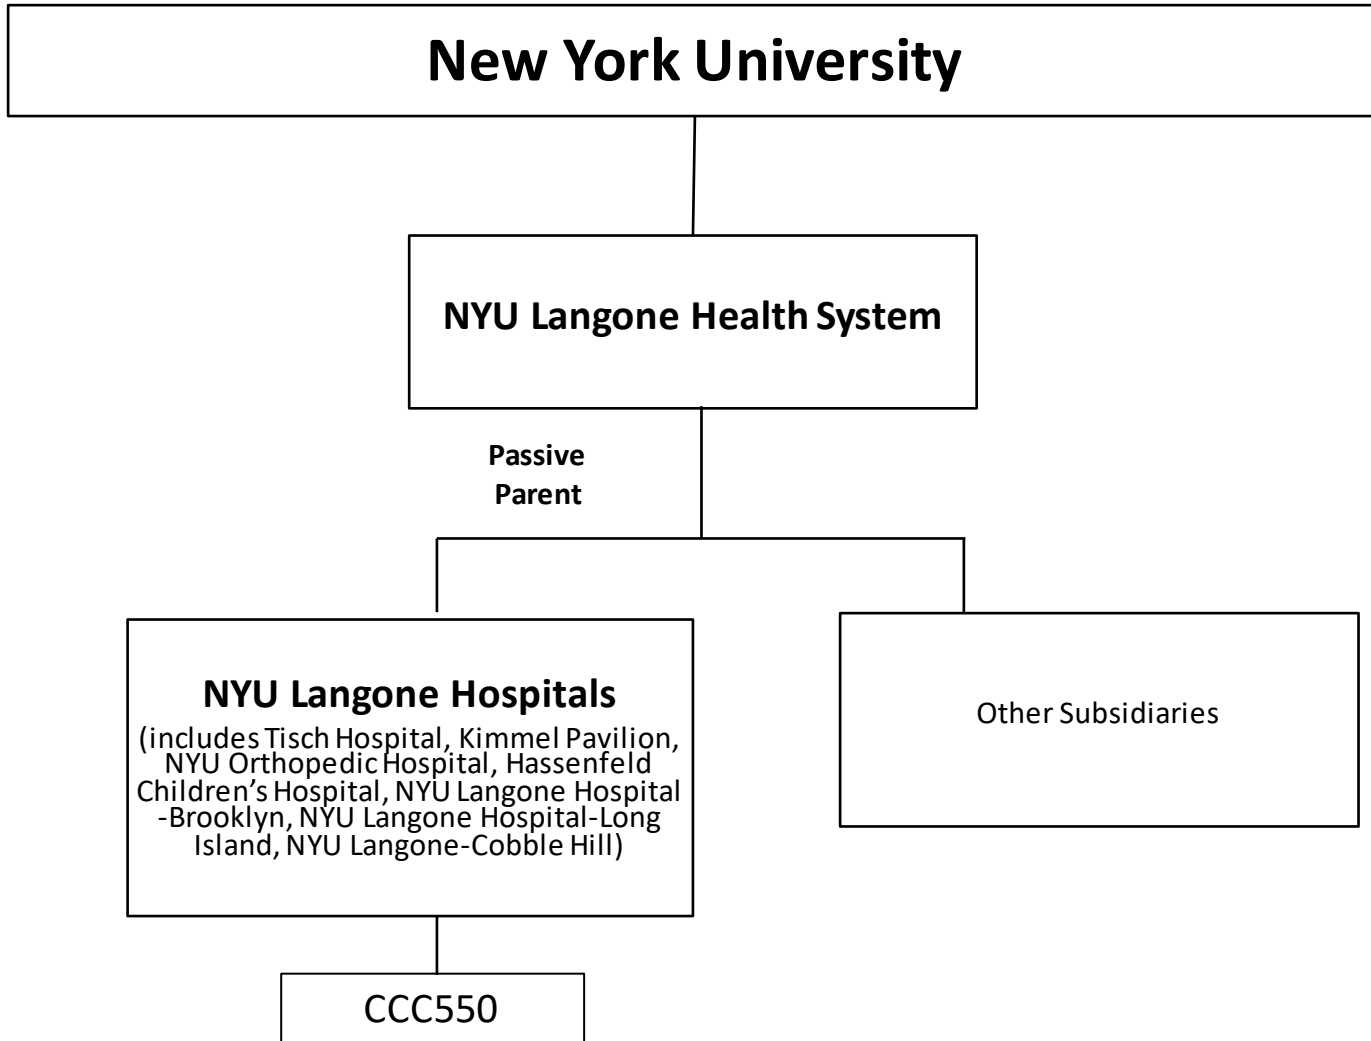 New York University
NYU Langone Health System
Passive
Parent
NYU Langone Hospitals
(includes Tisch Hospital, Kimmel Pavilion,
NYU Orthopedic Hospital, Hassenfeld
Children’s Hospital, NYU Langone Hospital
-Brooklyn, NYU Langone Hospital-Long
Island, NYU Langone-Cobble Hill)
Other Subsidiaries
CCC550